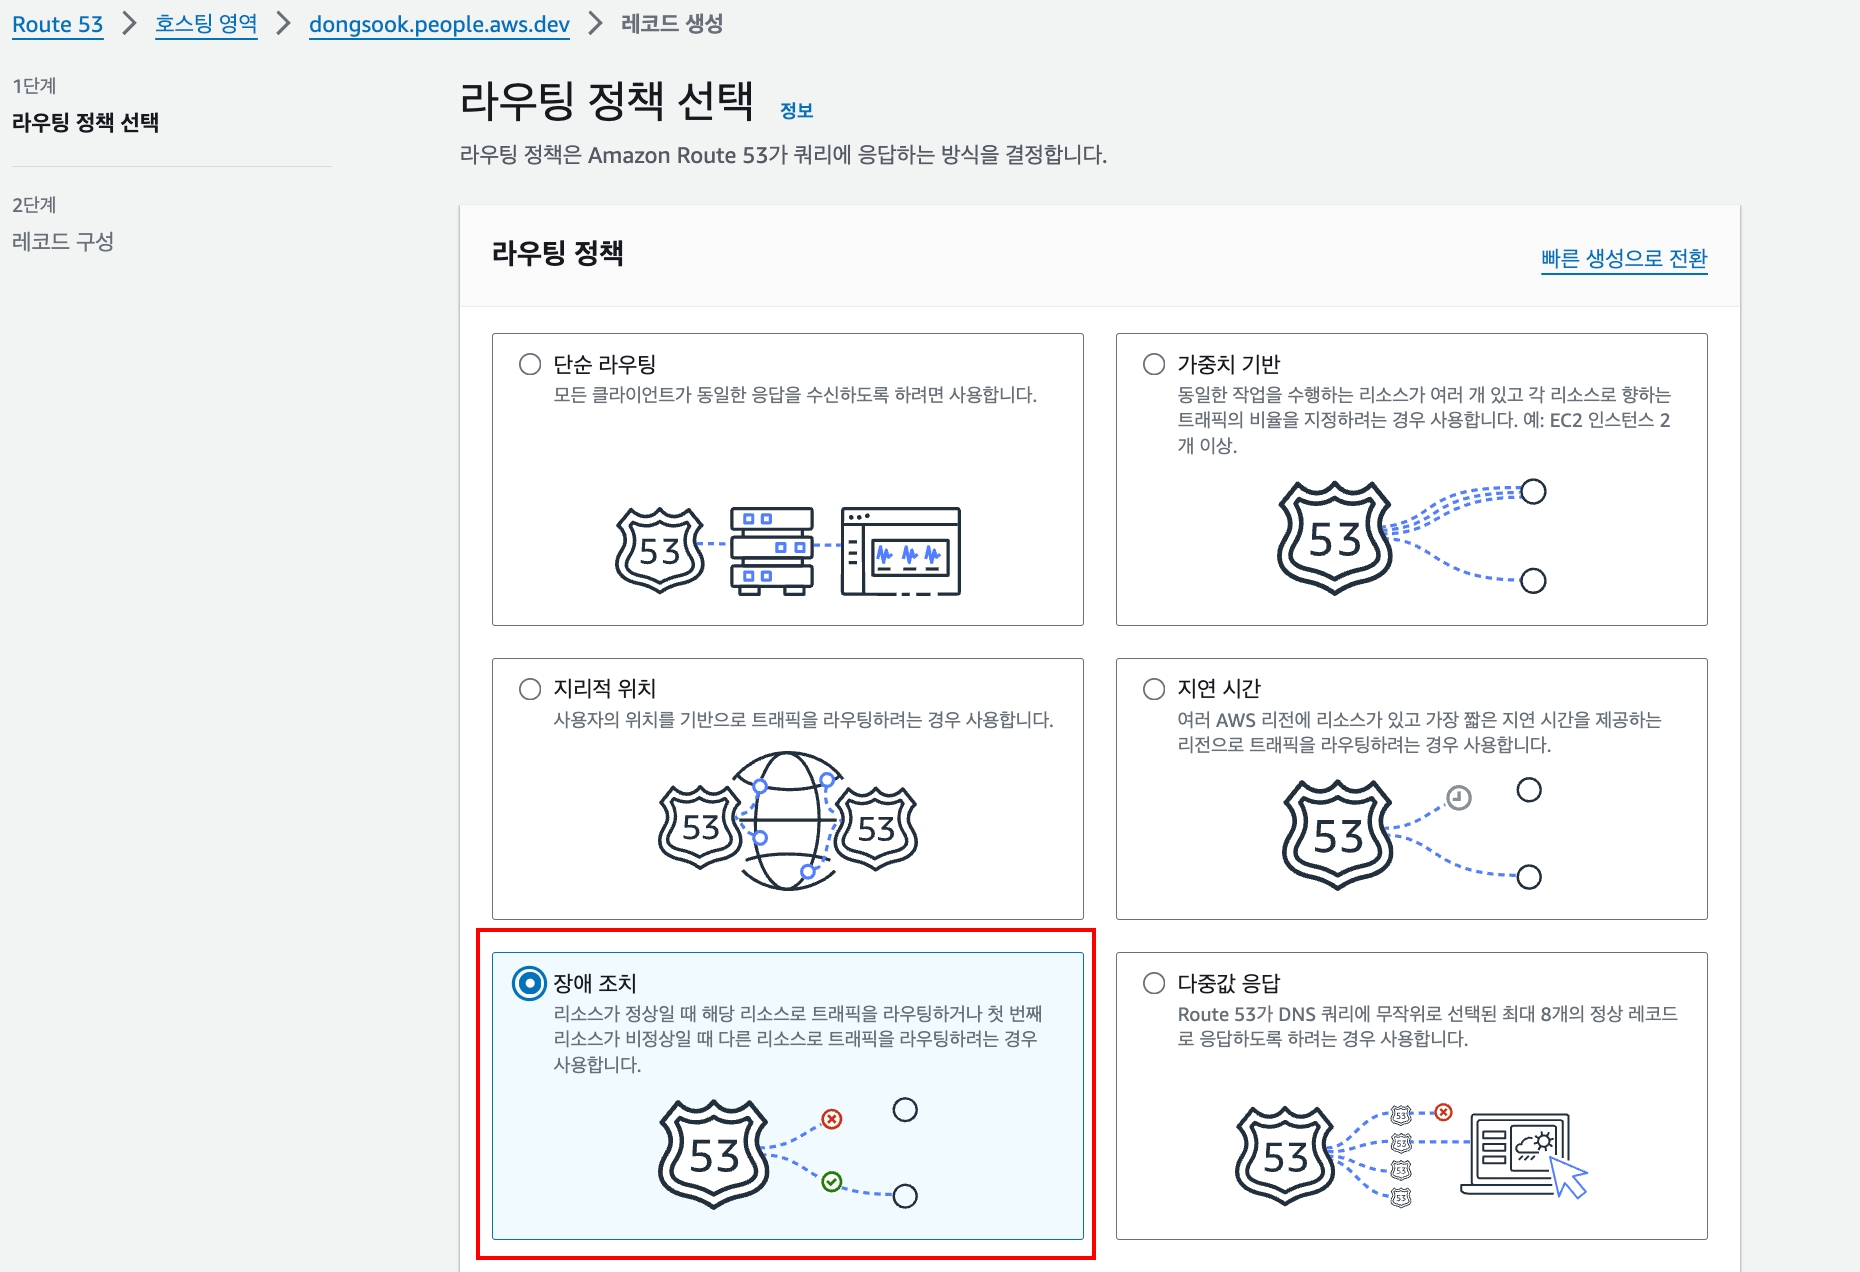 Route 53 > 호스팅 영역 > dongsook.people.aws.dev > 레코드 생성
1단계
라우팅 정책 선택
2단계
레코드 구성
라우팅 정책 선택 정보
라우팅 정책은 Amazon Route 53가 쿼리에 응답하는 방식을 결정합니다.
라우팅 정책
빠른 생성으로 전환
단순 라우팅
모든 클라이언트가 동일한 응답을 수신하도록 하려면 사용합니다.
53
가중치 기반
동일한 작업을 수행하는 리소스가 여러 개 있고 각 리소스로 향하는
트래픽의 비율을 지정하려는 경우 사용합니다. 예: EC2 인스턴스 2
개 이상.
53
지리적 위치
사용자의 위치를 기반으로 트래픽을 라우팅하려는 경우 사용합니다.
53
53
지연 시간
여러 AWS 리전에 리소스가 있고 가장 짧은 지연 시간을 제공하는
리전으로 트래픽을 라우팅하려는 경우 사용합니다.
53
장애 조치
리소스가 정상일 때 해당 리소스로 트래픽을 라우팅하거나 첫 번째
리소스가 비정상일 때 다른 리소스로 트래픽을 라우팅하려는 경우
사용합니다.
53
다중값 응답
Route 53가 DNS 쿼리에 무작위로 선택된 최대 8개의 정상 레코드
로 응답하도록 하려는 경우 사용합니다.
53
53
53
53
53